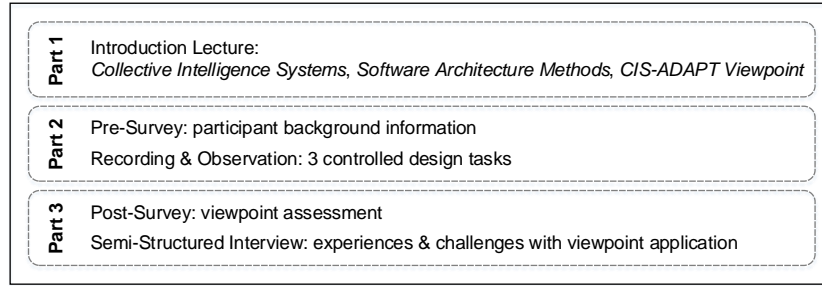 Part 1
Introduction Lecture:
Collective Intelligence Systems, Software Architecture Methods, CIS-ADAPT Viewpoint
Part 2
Pre-Survey: participant background information
Recording & Observation: 3 controlled design tasks
Part 3
Post-Survey: viewpoint assessment
Semi-Structured Interview: experiences & challenges with viewpoint application